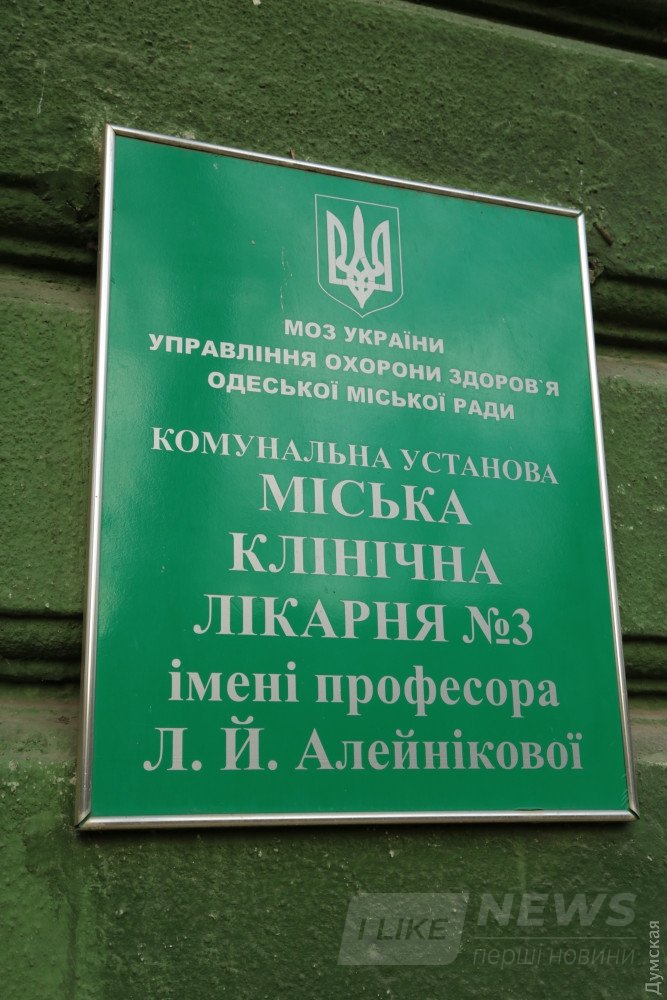 МОЗ УКРАЇНИ
УПРАВЛІННЯ ОХОРОНИ ЗДОРОВ`Я
ОДЕСЬКОЇ МІСЬКОЇ РАДИ
КОМУНАЛЬНА УСТАНОВА
МІСЬКА
КЛІНІЧНА
ЛІКАРНЯ №3
імені професора
Л. Й. Алейнікової
I LIKE NEWS
перші новини
Думская